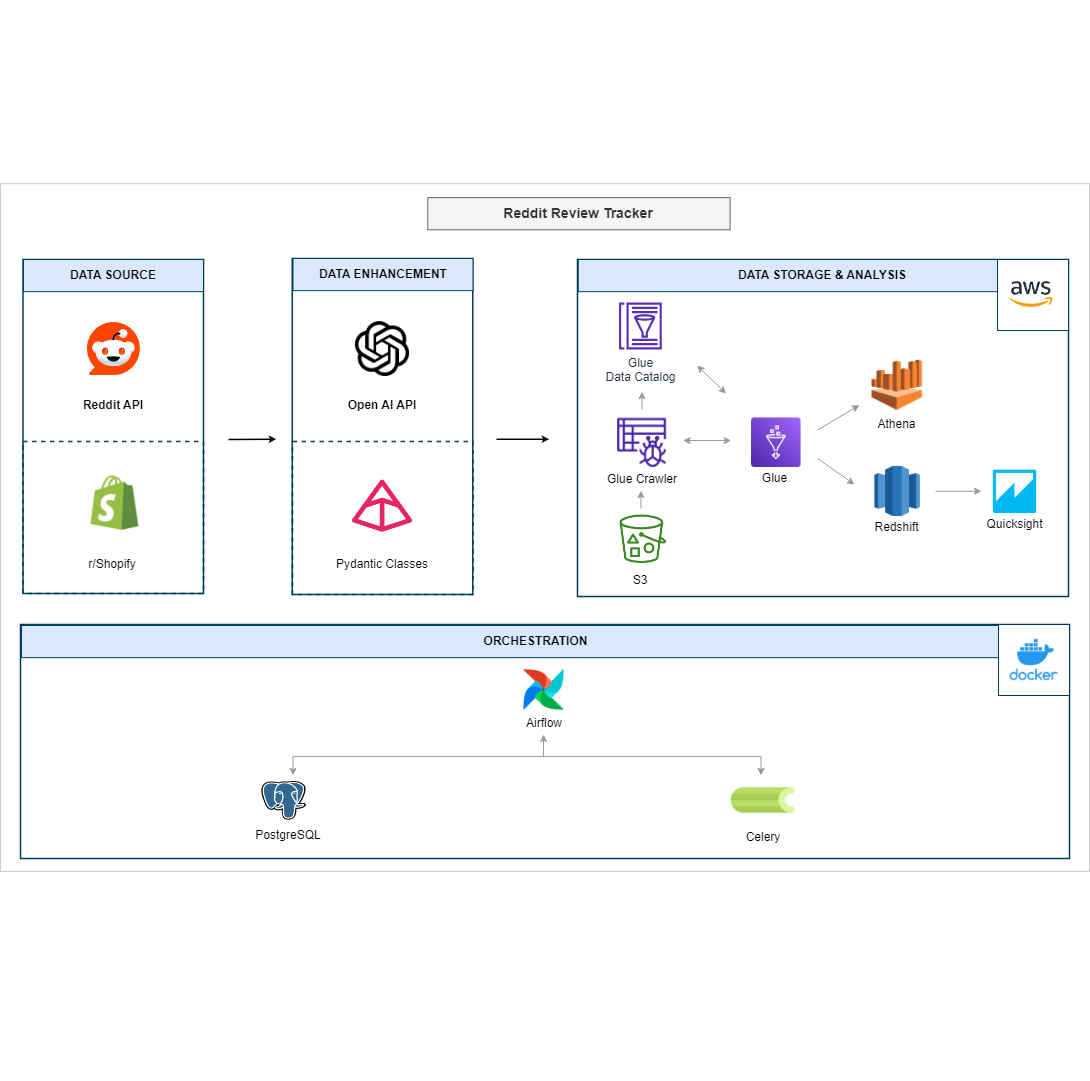 Reddit Review Tracker
DATA SOURCE
Reddit API
r/Shopify
DATA ENHANCEMENT
Open AI API
Pydantic Classes
DATA STORAGE & ANALYSIS
aws
Glue
Data Catalog
Glue Crawler
S3
Glue
Athena
Redshift
Quicksight
ORCHESTRATION
docker
Airflow
PostgreSQL
Celery